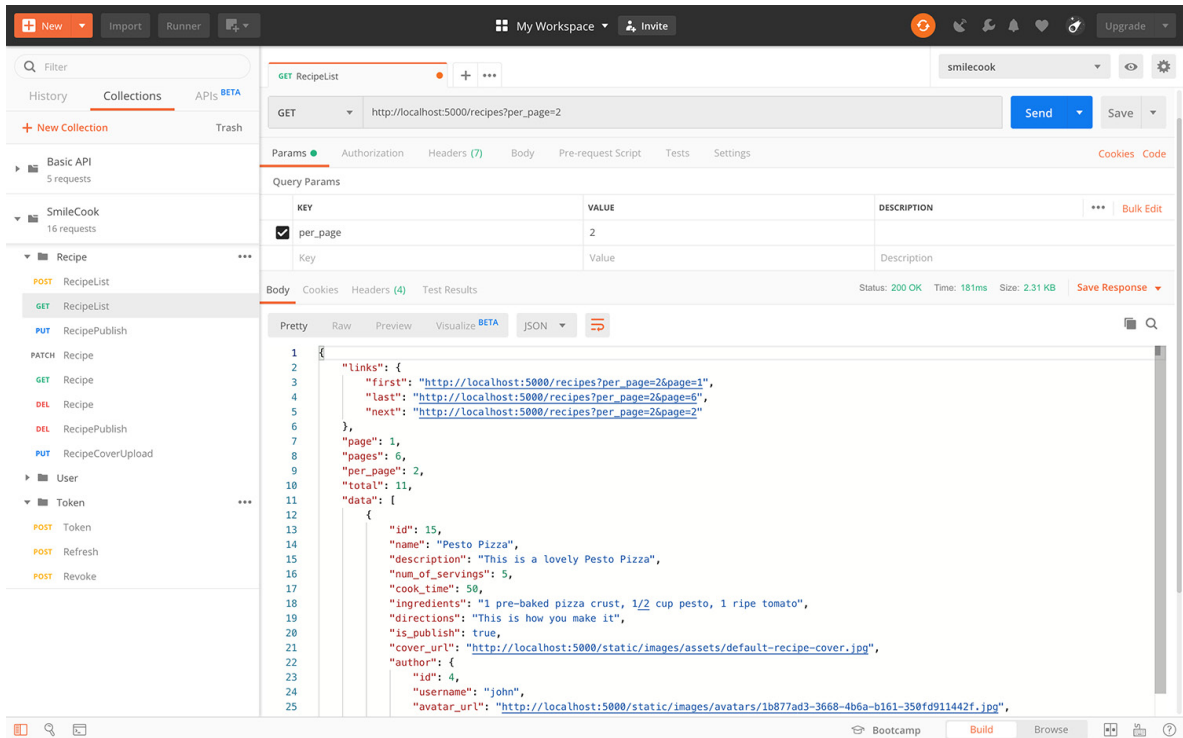 New Import Runner My Workspace Invite Upgrade
Filter
History Collections APIs BETA
+ New Collection Trash
Basic API
5 requests
SmileCook
16 requests
Recipe
POST RecipeList
GET RecipeList
PUT RecipePublish
PATCH Recipe
GET Recipe
DEL Recipe
DEL RecipePublish
PUT RecipeCoverUpload
User
Token
POST Token
POST Refresh
POST Revoke
GET RecipeList + ••• smilecook
GET http://localhost:5000/recipes?per_page=2 Send Save
Params Authorization Headers (7) Body Pre-request Script Tests Settings Cookies Code
Query Params
KEY VALUE DESCRIPTION ••• Bulk Edit
per_page 2
Key Value Description
Body Cookies Headers (4) Test Results Status: 200 OK Time: 181ms Size: 2.31 KB Save Response
Pretty Raw Preview Visualize BETA JSON
1 {
2 "links": {
3 "first": "http://localhost:5000/recipes?per_page=2&page=1",
4 "last": "http://localhost:5000/recipes?per_page=2&page=6",
5 "next": "http://localhost:5000/recipes?per_page=2&page=2"
6 },
7 "page": 1,
8 "pages": 6,
9 "per_page": 2,
10 "total": 11,
11 "data": [
12 {
13 "id": 15,
14 "name": "Pesto Pizza",
15 "description": "This is a lovely Pesto Pizza",
16 "num_of_servings": 5,
17 "cook_time": 50,
18 "ingredients": "1 pre-baked pizza crust, 1/2 cup pesto, 1 ripe tomato",
19 "directions": "This is how you make it",
20 "is_publish": true,
21 "cover_url": "http://localhost:5000/static/images/assets/default-recipe-cover.jpg",
22 "author": {
23 "id": 4,
24 "username": "john",
25 "avatar_url": "http://localhost:5000/static/images/avatars/1b877ad3-3668-4b6a-b161-350fd911442f.jpg",
Bootcamp Build Browse